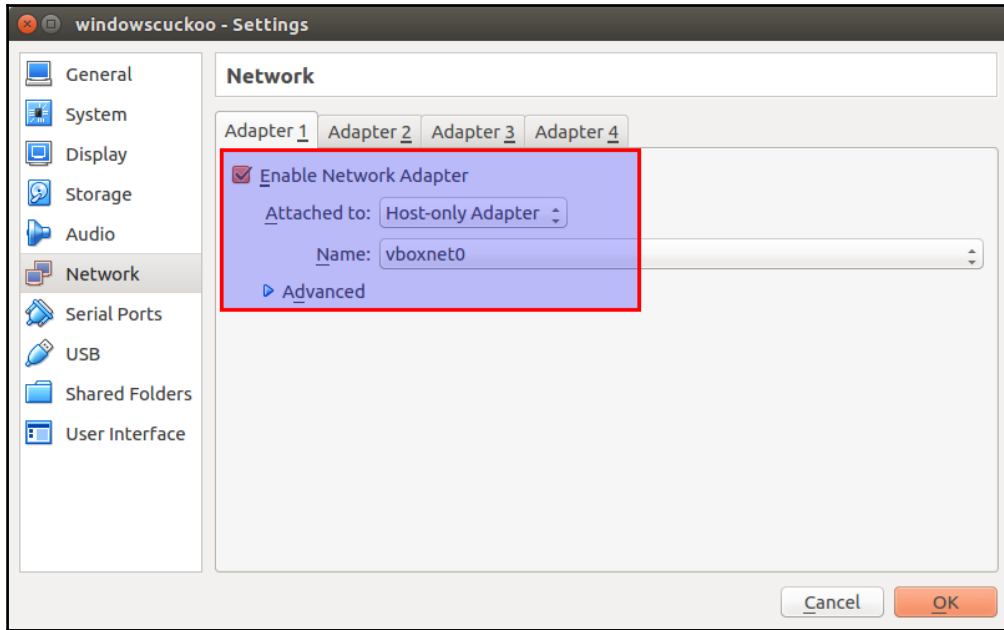 windowscuckoo - Settings
General
System
Display
Storage
Audio
Network
Serial Ports
USB
Shared Folders
User Interface
Network
Adapter 1 Adapter 2 Adapter 3 Adapter 4
Enable Network Adapter
Attached to: Host-only Adapter
Name: vboxnet0
Advanced
Cancel OK